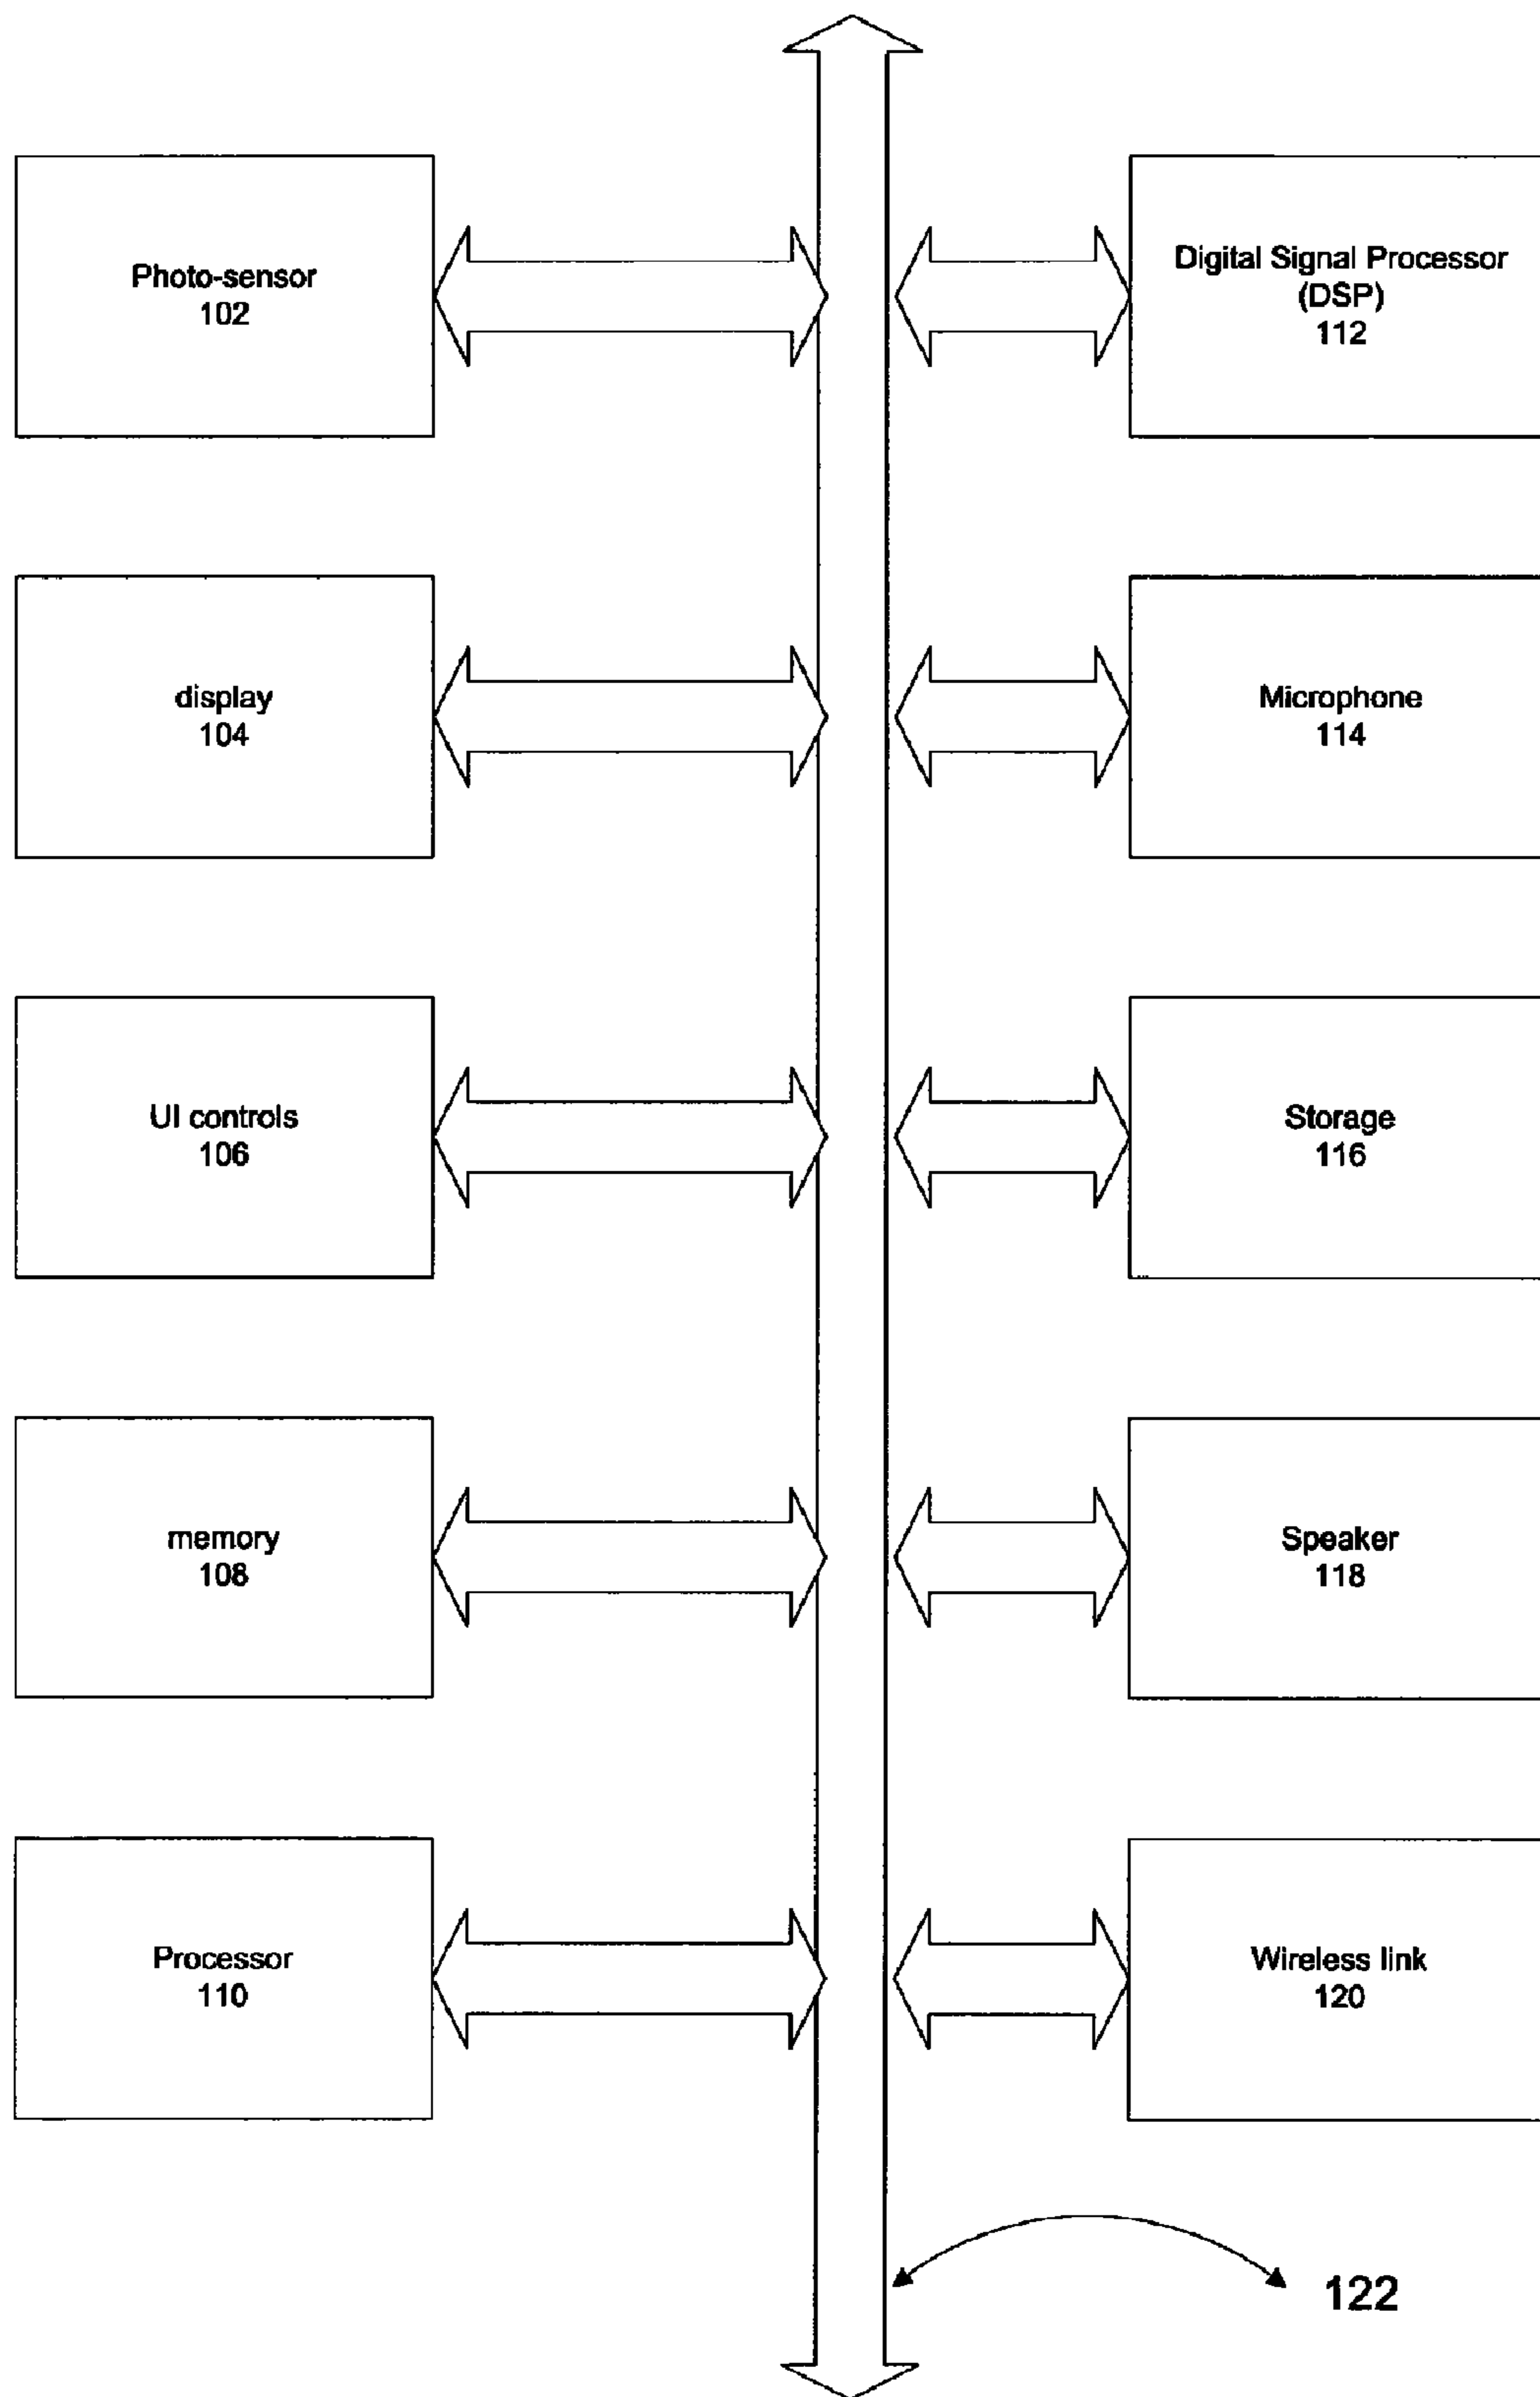 Photo-sensor
102
Digital Signal Processor
(DSP)
112
display
104
Microphone
114
UI controls
106
Storage
116
memory
108
Speaker
118
Processor
110
Wireless link
120
122